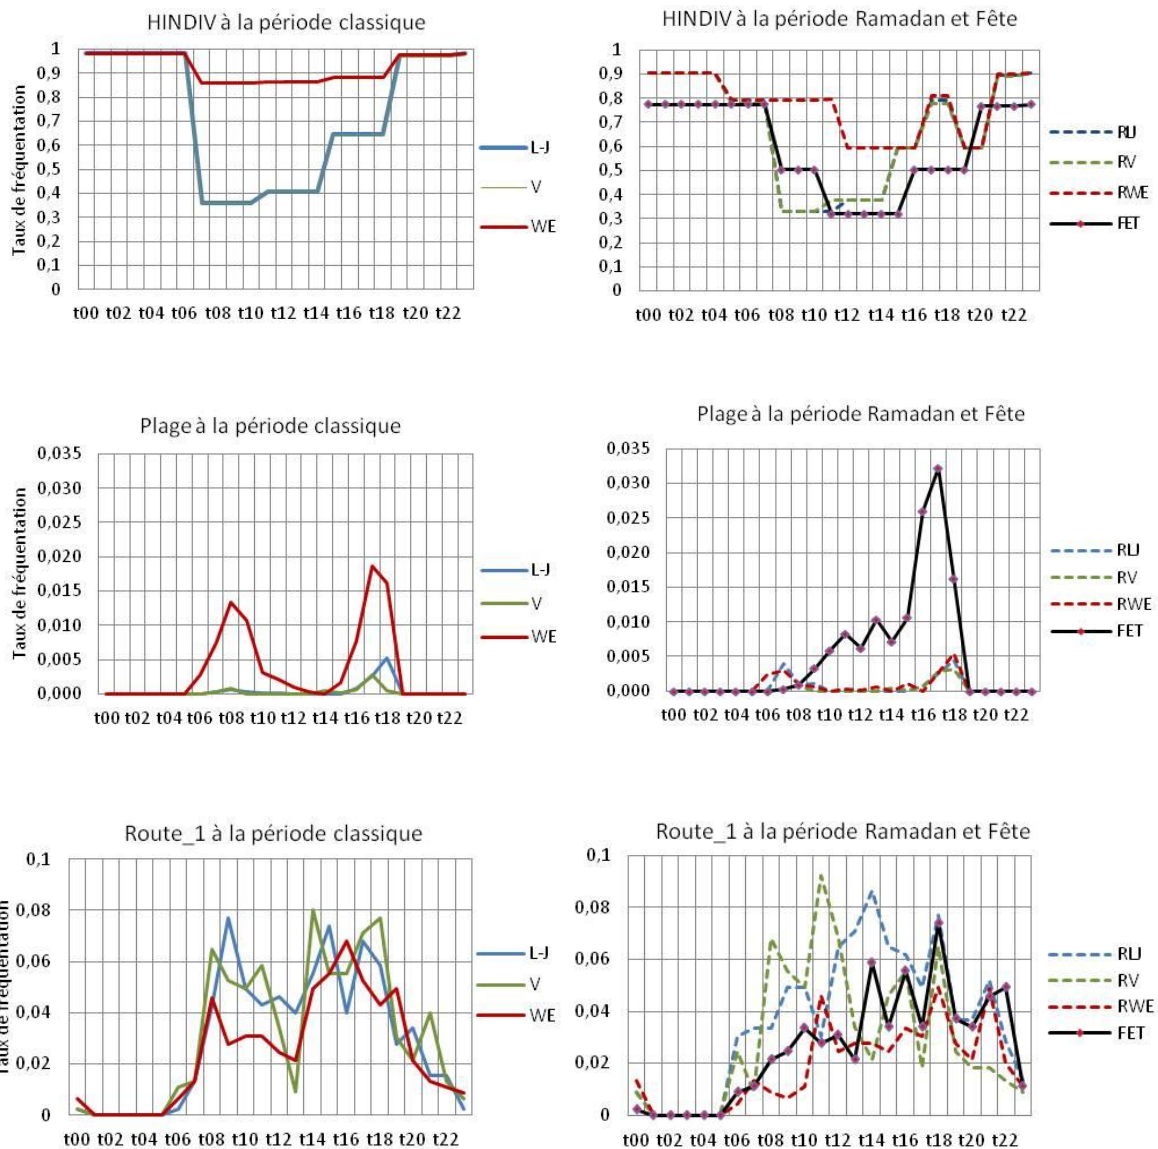 HINDIV à la période classique
Taux de fréquentation
1
0,9
0,8
0,7
0,6
0,5
0,4
0,3
0,2
0,1
0
t00 t02 t04 t06 t08 t10 t12 t14 t16 t18 t20 t22
L-J
V
WE
HINDIV à la période Ramadan et Fête
1
0,9
0,8
0,7
0,6
0,5
0,4
0,3
0,2
0,1
0
t00 t02 t04 t06 t08 t10 t12 t14 t16 t18 t20 t22
RLJ
RV
RWE
FET
Plage à la période classique
Taux de fréquentation
0,035
0,030
0,025
0,020
0,015
0,010
0,005
0,000
t00 t02 t04 t06 t08 t10 t12 t14 t16 t18 t20 t22
L-J
V
WE
Plage à la période Ramadan et Fête
0,035
0,030
0,025
0,020
0,015
0,010
0,005
0,000
t00 t02 t04 t06 t08 t10 t12 t14 t16 t18 t20 t22
RLJ
RV
RWE
FET
Route_1 à la période classique
Taux de fréquentation
0,1
0,08
0,06
0,04
0,02
0
t00 t02 t04 t06 t08 t10 t12 t14 t16 t18 t20 t22
L-J
V
WE
Route_1 à la période Ramadan et Fête
0,1
0,08
0,06
0,04
0,02
0
t00 t02 t04 t06 t08 t10 t12 t14 t16 t18 t20 t22
RLJ
RV
RWE
FET